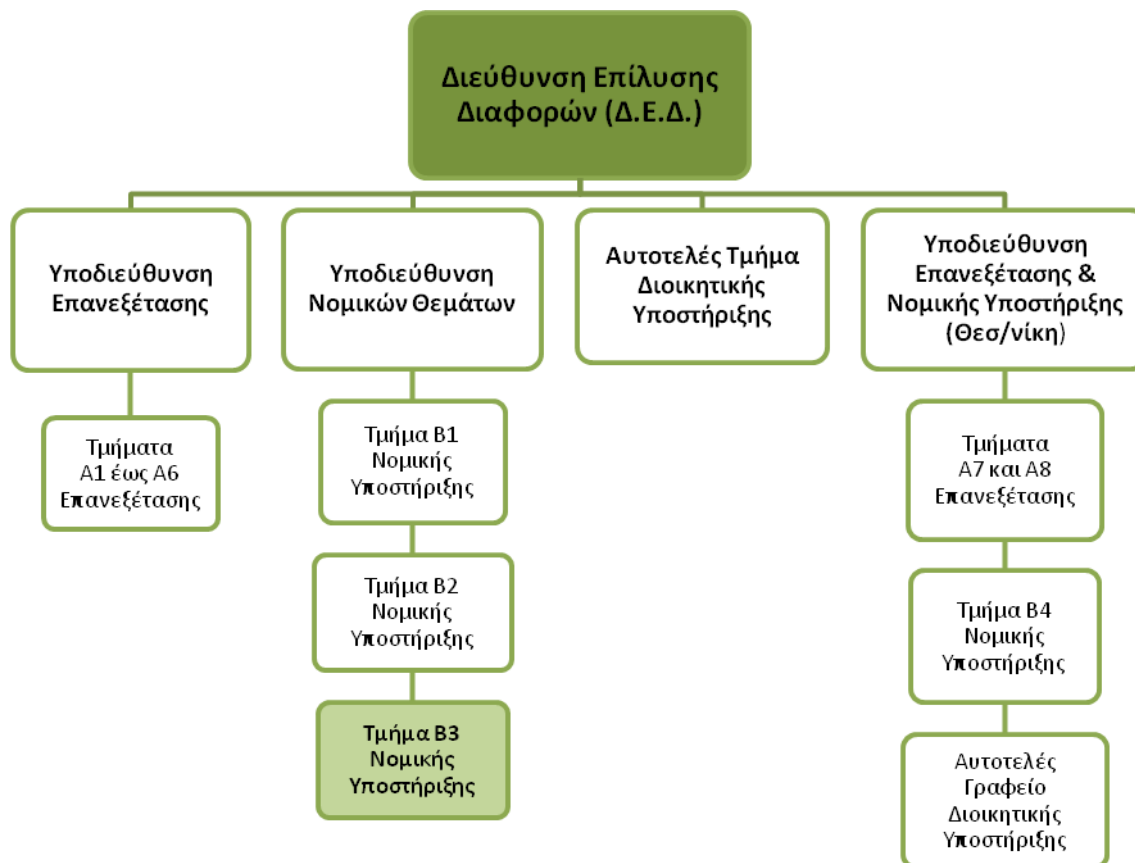 Διεύθυνση Επίλυσης
Διαφορών (Δ.Ε.Δ.)
Υποδιεύθυνση
Επανεξέτασης
Υποδιεύθυνση
Νομικών Θεμάτων
Αυτοτελές Τμήμα
Διοικητικής
Υποστήριξης
Υποδιεύθυνση
Επανεξέτασης &
Νομικής Υποστήριξης
(Θεσ/νίκη)
Τμήματα
Α1 έως Α6
Επανεξέτασης
Τμήμα Β1
Νομικής
Υποστήριξης
Τμήμα Β2
Νομικής
Υποστήριξης
Τμήμα Β3
Νομικής
Υποστήριξης
Τμήματα
Α7 και Α8
Επανεξέτασης
Τμήμα Β4
Νομικής
Υποστήριξης
Αυτοτελές
Γραφείο
Διοικητικής
Υποστήριξης